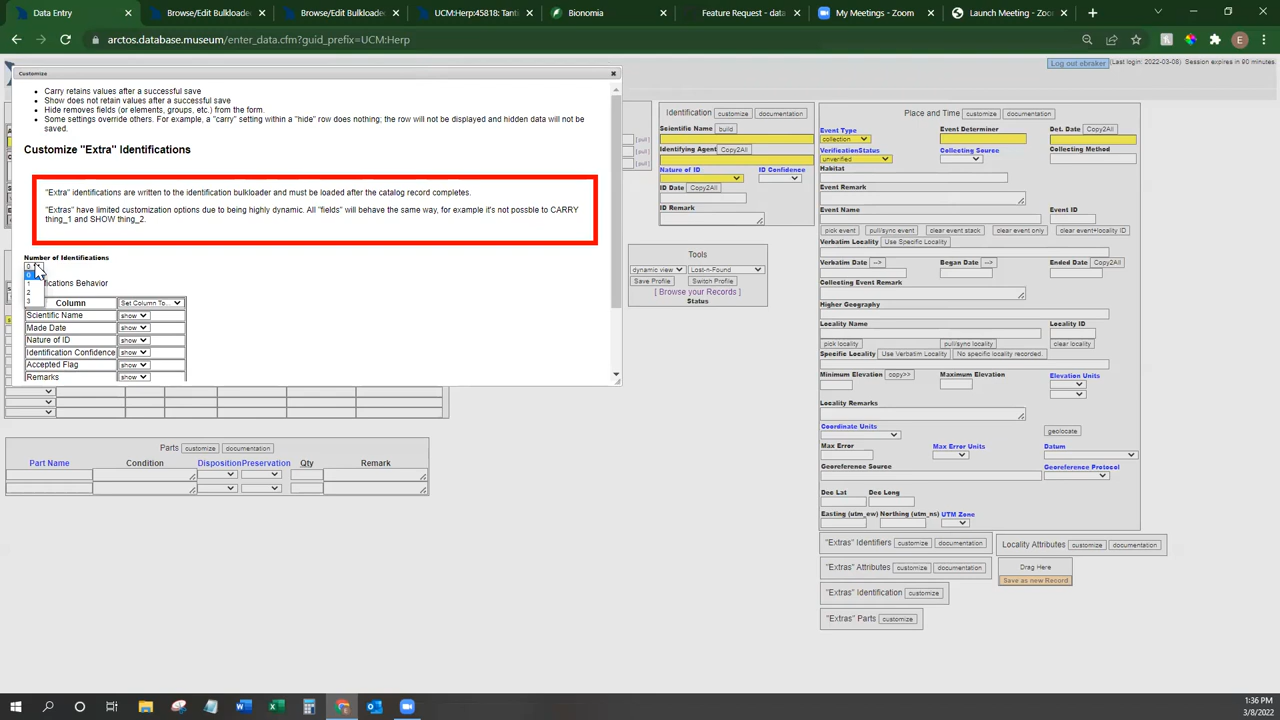 Data Entry
Browse/Edit Bulkloade
Browse/Edit Bulkloade
UCM:Herp:45818: Tanti
Bionomia
Feature Request - data
My Meetings - Zoom
Launch Meeting - Zoom
arctos.database.museum/enter_data.cfm?guid_prefix=UCM:Herp
Log out ebraker
(Last login: 2022-03-08) Session expires in 90 minutes.
Customize
Carry retains values after a successful save
Show does not retain values after a successful save
Hide removes fields (or elements, groups, etc.) from the form.
Some settings override others. For example, a "carry" setting within a "hide" row does nothing; the row will not be displayed and hidden data will not be
saved.
Customize "Extra" Identifications
"Extra" identifications are written to the identification bulkloader and must be loaded after the catalog record completes.
"Extras" have limited customization options due to being highly dynamic. All "fields" will behave the same way, for example it's not possble to CARRY
thing_1 and SHOW thing_2.
Number of Identifications
0
0
1
2
3
ifications Behavior
Column Set Column To...
Scientific Name show
Made Date show
Nature of ID show
Identification Confidence show
Accepted Flag show
Remarks show
[pull]
[pull]
[pull]
Identification customize documentation
Scientific Name build
Identifying Agent Copy2All
Nature of ID ID Confidence
ID Date Copy2All
ID Remark
Tools
dynamic view Lost-n-Found
Save Profile Switch Profile
[ Browse your Records ]
Status
Place and Time customize documentation
Event Type Event Determiner Det. Date Copy2All
collection
VerificationStatus Collecting Source Collecting Method
unverified
Habitat
Event Remark
Event Name Event ID
pick event pull/sync event clear event stack clear event only clear event+locality ID
Verbatim Locality Use Specific Locality
Verbatim Date --> Began Date --> Ended Date Copy2All
Collecting Event Remark
Higher Geography
Locality Name Locality ID
pick locality pull/sync locality clear locality
Specific Locality Use Verbatim Locality No specific locality recorded.
Minimum Elevation copy>> Maximum Elevation Elevation Units
Locality Remarks
Coordinate Units geolocate
Max Error Max Error Units Datum
Georeference Source Georeference Protocol
Dec Lat Dec Long
Easting (utm_ew) Northing (utm_ns) UTM Zone
"Extras" Identifiers customize documentation
Locality Attributes customize documentation
"Extras" Attributes customize documentation
Drag Here
Save as new Record
"Extras" Identification customize
"Extras" Parts customize
Parts customize documentation
Part Name Condition Disposition Preservation Qty Remark
1:36 PM
3/8/2022